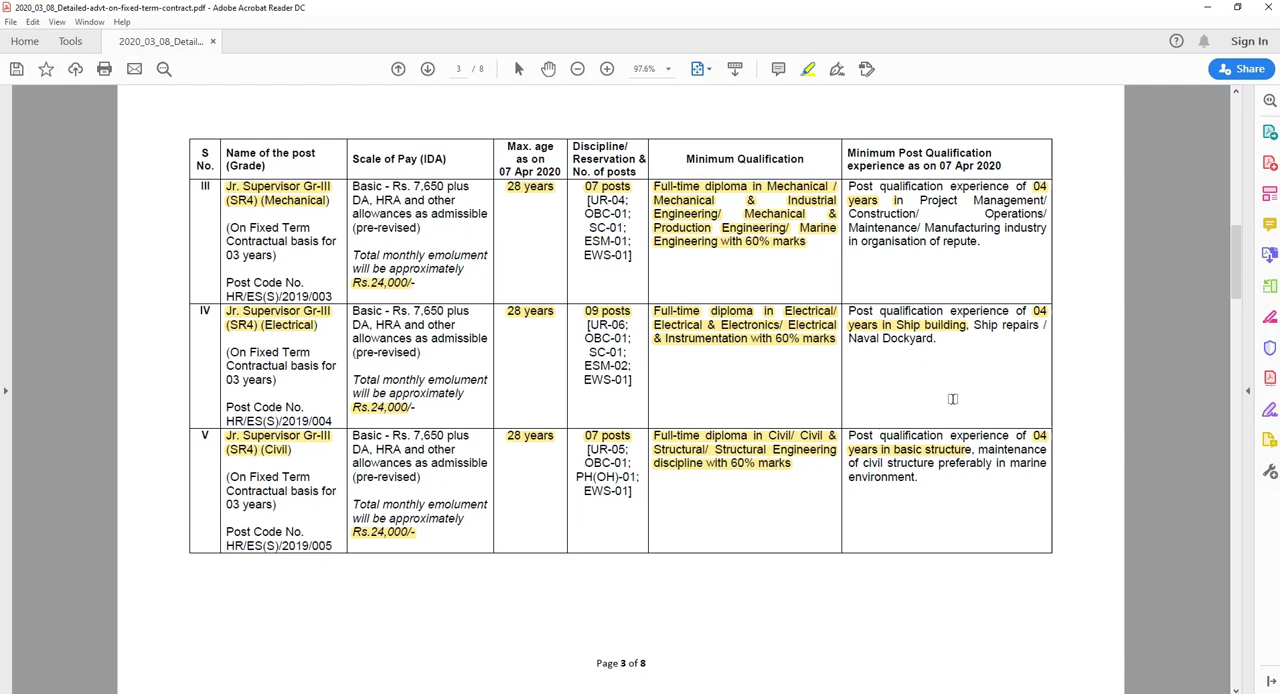 2020_03_08_Detailed-advt-on-fixed-term-contract.pdf - Adobe Acrobat Reader DC
File Edit View Window Help
Home Tools 2020_03_08_Detail... × Sign In
3 / 8 97.6% Share
S No.
Name of the post (Grade)
Scale of Pay (IDA)
Max. age
as on
07 Apr 2020
Discipline/
Reservation &
No. of posts
Minimum Qualification
Minimum Post Qualification
experience as on 07 Apr 2020
III
Jr. Supervisor Gr-III
(SR4) (Mechanical)
(On Fixed Term
Contractual basis for
03 years)
Post Code No.
HR/ES(S)/2019/003
Basic - Rs. 7,650 plus
DA, HRA and other
allowances as admissible
(pre-revised)
Total monthly emolument
will be approximately
Rs.24,000/-
28 years
07 posts
[UR-04;
OBC-01;
SC-01;
ESM-01;
EWS-01]
Full-time diploma in Mechanical /
Mechanical & Industrial
Engineering/ Mechanical &
Production Engineering/ Marine
Engineering with 60% marks
Post qualification experience of 04
years in Project Management/
Construction/ Operations/
Maintenance/ Manufacturing industry
in organisation of repute.
IV
Jr. Supervisor Gr-III
(SR4) (Electrical)
(On Fixed Term
Contractual basis for
03 years)
Post Code No.
HR/ES(S)/2019/004
Basic - Rs. 7,650 plus
DA, HRA and other
allowances as admissible
(pre-revised)
Total monthly emolument
will be approximately
Rs.24,000/-
28 years
09 posts
[UR-06;
OBC-01;
SC-01;
ESM-02;
EWS-01]
Full-time diploma in Electrical/
Electrical & Electronics/ Electrical
& Instrumentation with 60% marks
Post qualification experience of 04
years in Ship building, Ship repairs /
Naval Dockyard.
V
Jr. Supervisor Gr-III
(SR4) (Civil)
(On Fixed Term
Contractual basis for
03 years)
Post Code No.
HR/ES(S)/2019/005
Basic - Rs. 7,650 plus
DA, HRA and other
allowances as admissible
(pre-revised)
Total monthly emolument
will be approximately
Rs.24,000/-
28 years
07 posts
[UR-05;
OBC-01;
PH(OH)-01;
EWS-01]
Full-time diploma in Civil/ Civil &
Structural/ Structural Engineering
discipline with 60% marks
Post qualification experience of 04
years in basic structure, maintenance
of civil structure preferably in marine
environment.
Page 3 of 8